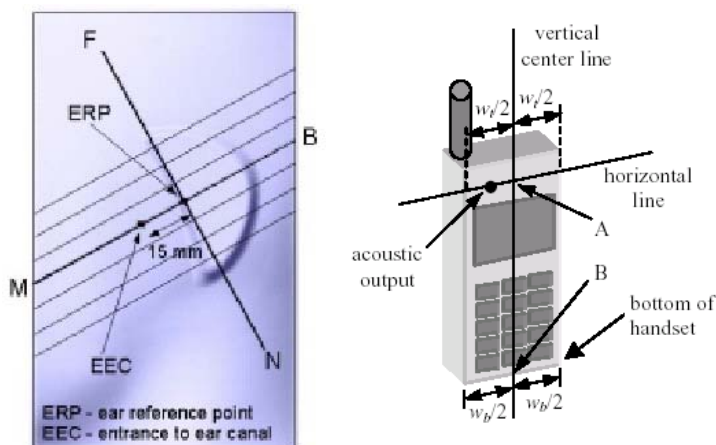 F
ERP
B
15 mm
M
EEC
N
ERP - ear reference point
EEC - entrance to ear canal
vertical
center line
wt/2 wt/2
horizontal
line
A
acoustic
output
B
bottom of
handset
wb/2 wb/2